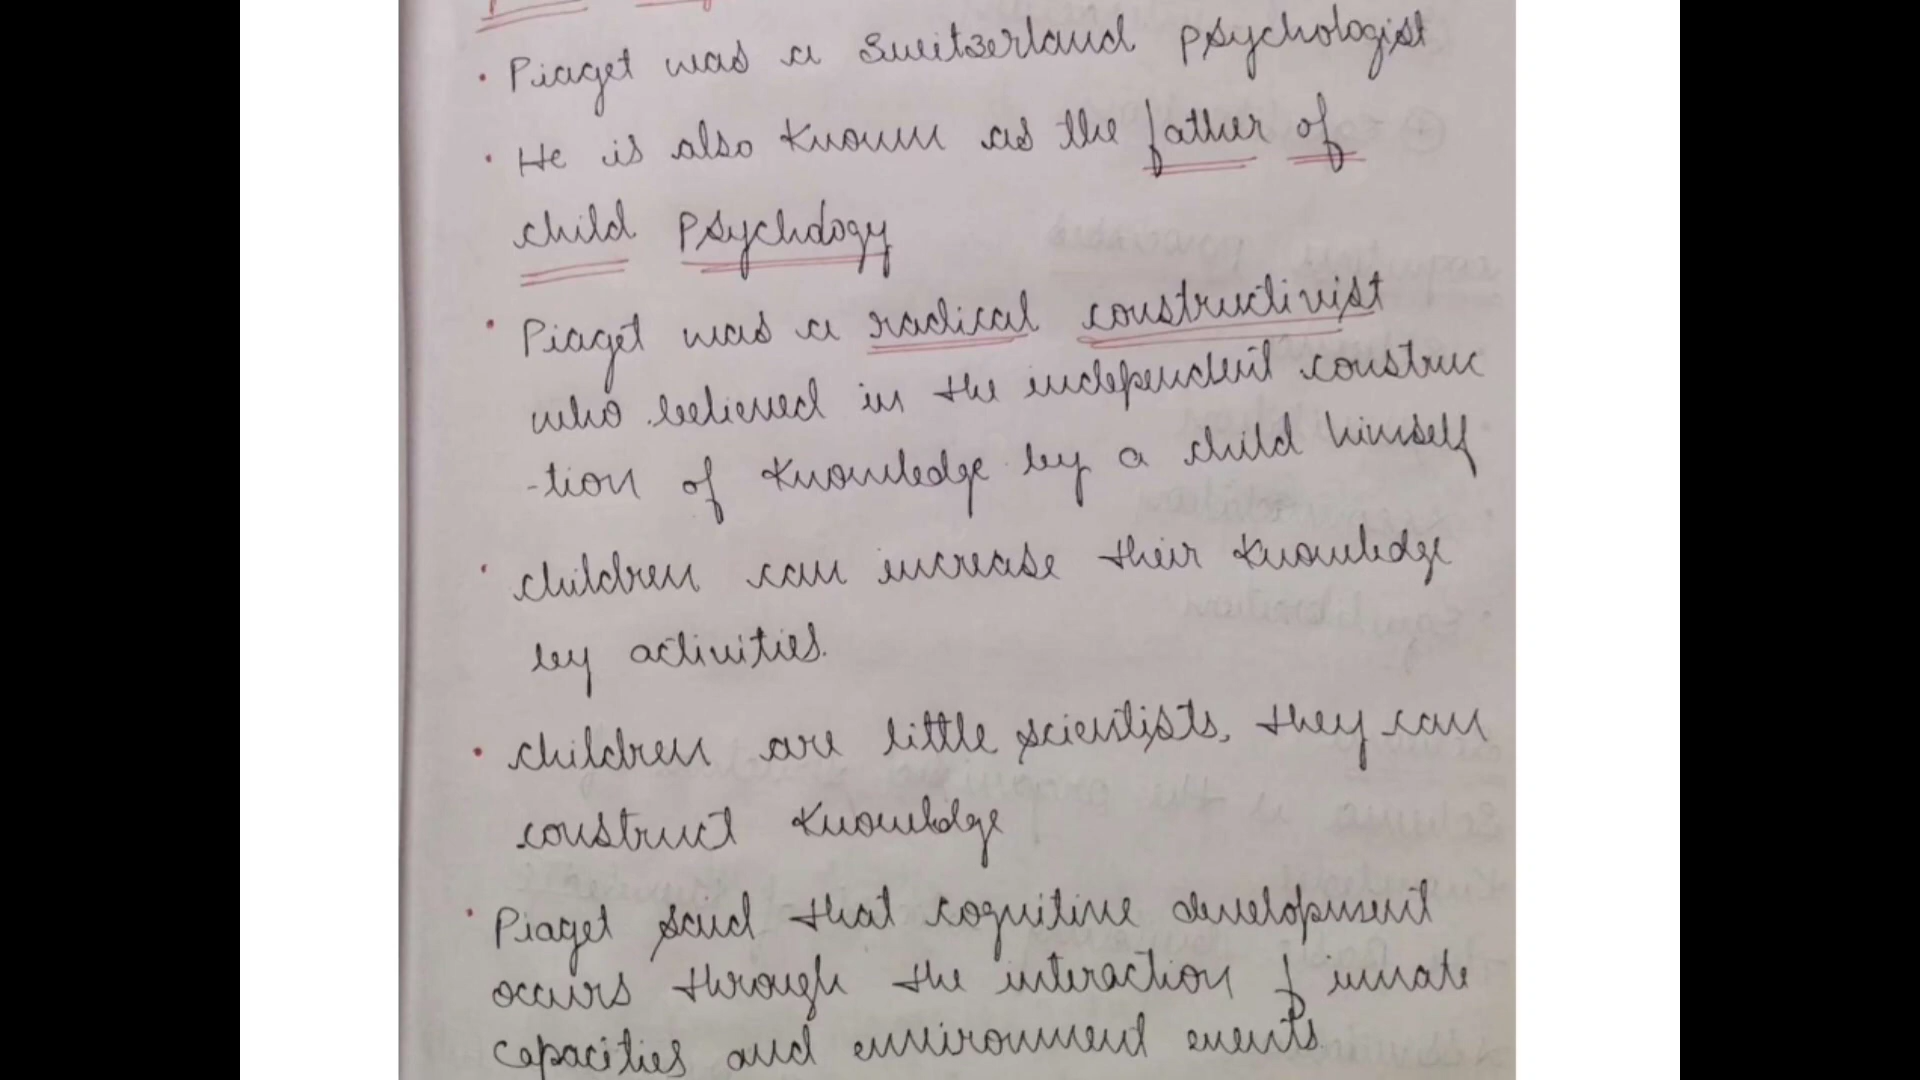 • Piaget was a Switzerland psychologist
• He is also known as the father of
child psychology
• Piaget was a radical constructivist
who believed in the independent construc
-tion of knowledge by a child himself
• children can increase their knowledge
by activities.
• children are little scientists, they can
construct knowledge
• Piaget said that cognitive development
occurs through the interaction of innate
capacities and environment events